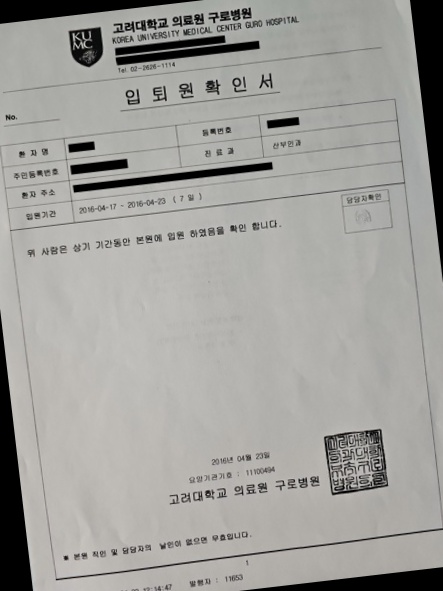 KU
MC
고려대학교 의료원 구로병원
KOREA UNIVERSITY MEDICAL CENTER GURO HOSPITAL
Tel. 02-2626-1114
입 퇴 원 확 인 서
No.
환 자 명
등록번호
주민등록번호
진 료 과 산부인과
환자 주소
입원기간 2016-04-17 - 2016-04-23 ( 7 일 )
담당자확인
위 사람은 상기 기간동안 본원에 입원 하였음을 확인 합니다.
2016년 04월 23일
요양기관기호 : 11100494
고려대학교 의료원 구로병원
※ 본원 직인 및 담당자의 날인이 없으면 무효입니다.
1
12:14:47 발행자 : 11653